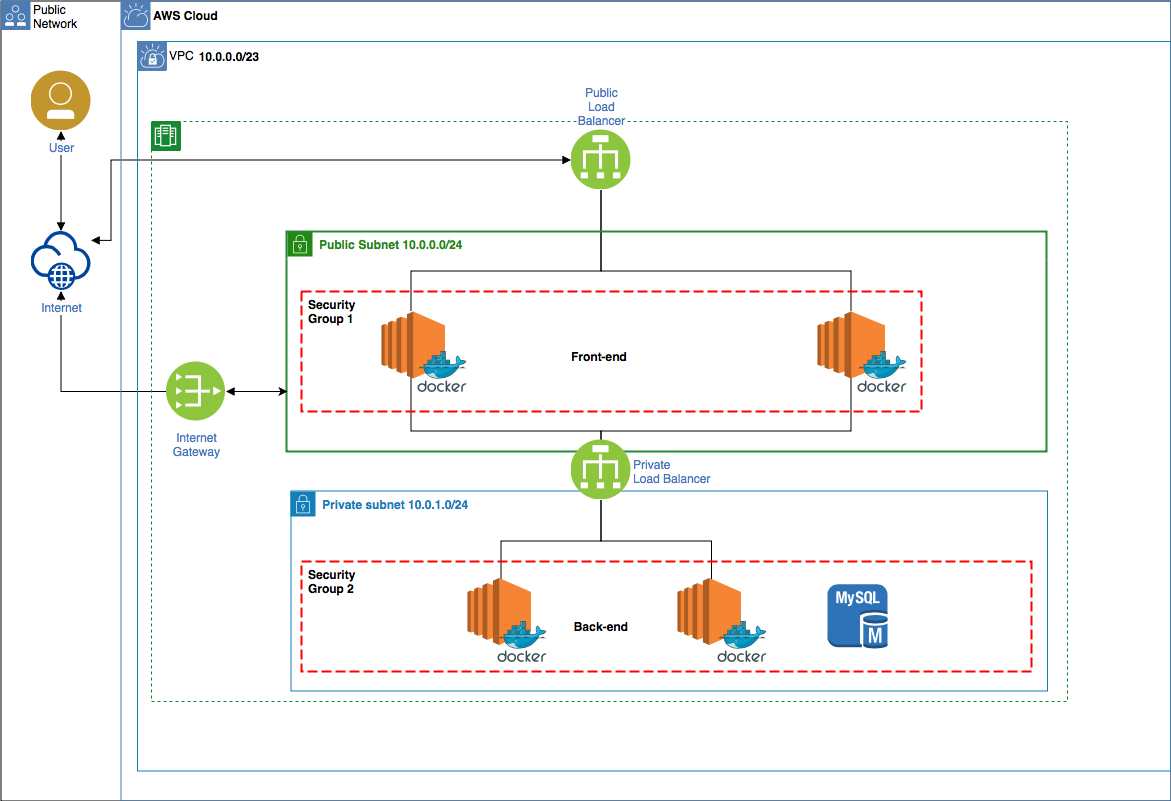 Public
Network
AWS Cloud
VPC 10.0.0.0/23
Public
Load
Balancer
User
Public Subnet 10.0.0.0/24
Internet
Security
Group 1
Front-end
docker
docker
Internet
Gateway
Private
Load Balancer
Private subnet 10.0.1.0/24
Security
Group 2
Back-end
docker
docker
MySQL
M